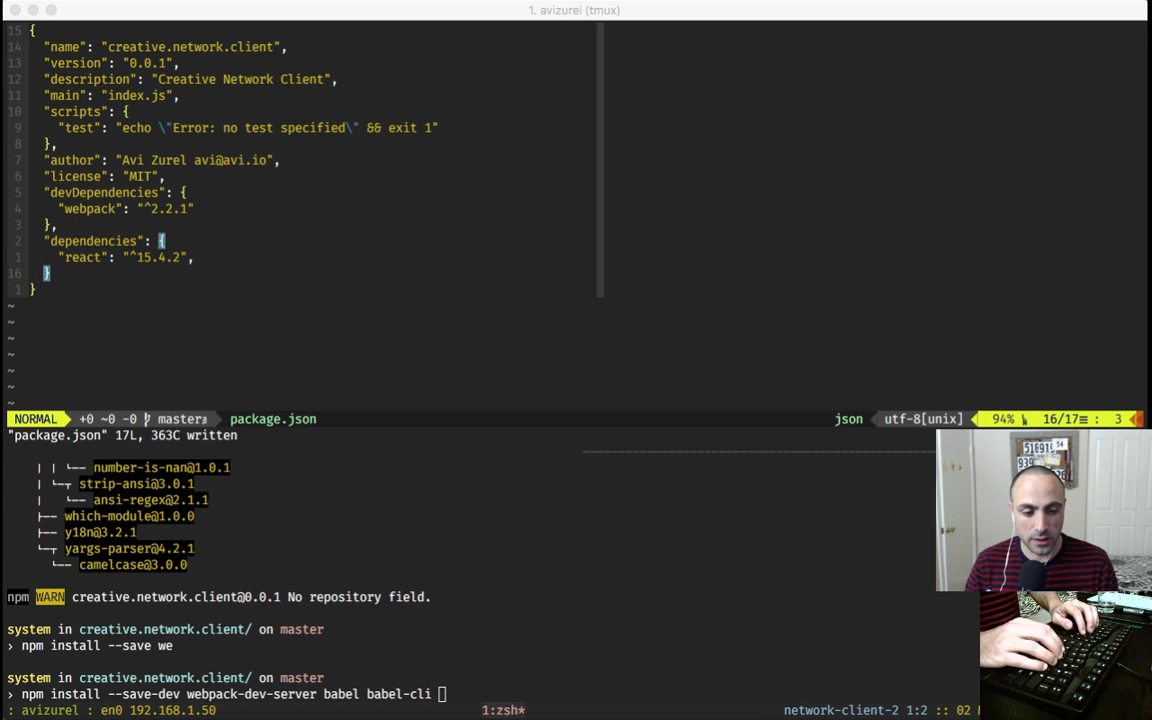 1. avizurel (tmux)
15 {
14 "name": "creative.network.client",
13 "version": "0.0.1",
12 "description": "Creative Network Client",
11 "main": "index.js",
10 "scripts": {
9 "test": "echo \"Error: no test specified\" && exit 1"
8 },
7 "author": "Avi Zurel avi@avi.io",
6 "license": "MIT",
5 "devDependencies": {
4 "webpack": "^2.2.1"
3 },
2 "dependencies": {
1 "react": "^15.4.2",
16 }
1 }
~
~
~
~
~
~
~
NORMAL +0 ~0 -0 master package.json json utf-8[unix] 94% 16/17 : 3
"package.json" 17L, 363C written
| | └── number-is-nan@1.0.1
| └─┬ strip-ansi@3.0.1
| └── ansi-regex@2.1.1
├── which-module@1.0.0
├── y18n@3.2.1
└─┬ yargs-parser@4.2.1
└── camelcase@3.0.0
npm WARN creative.network.client@0.0.1 No repository field.
system in creative.network.client/ on master
› npm install --save we
system in creative.network.client/ on master
› npm install --save-dev webpack-dev-server babel babel-cli
: avizurel : en0 192.168.1.50 1:zsh* network-client-2 1:2 :: 02